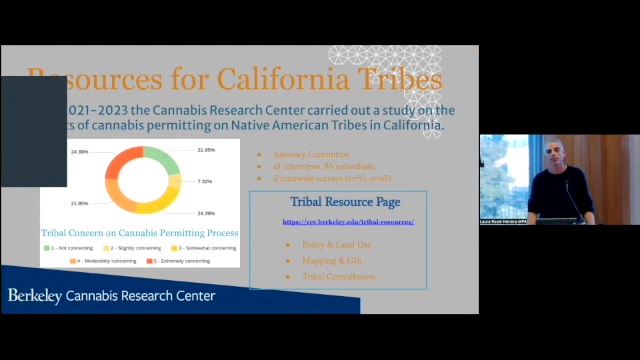 Resources for California Tribes
2021-2023 the Cannabis Research Center carried out a study on the
of cannabis permitting on Native American Tribes in California.
24.39%
21.95%
7.32%
21.95%
24.39%
Tribal Concern on Cannabis Permitting Process
1 - Not concerning
2 - Slightly concerning
3 - Somewhat concerning
4 - Moderately concerning
5 - Extremely concerning
Advisory Committee
61 interviews, 85 individuals
2 statewide surveys (n=55, n=67)
Tribal Resource Page
https://crc.berkeley.edu/tribal-resources/
Policy & Land Use
Mapping & GIS
Tribal Consultation
Berkeley Cannabis Research Center